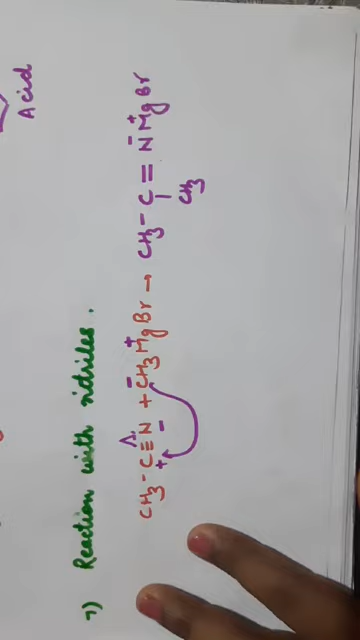 Acid
7) Reaction with nitriles.
CH3-C≡N + CH3MgBr → CH3-C=NMgBr
+ - - + - +
CH3